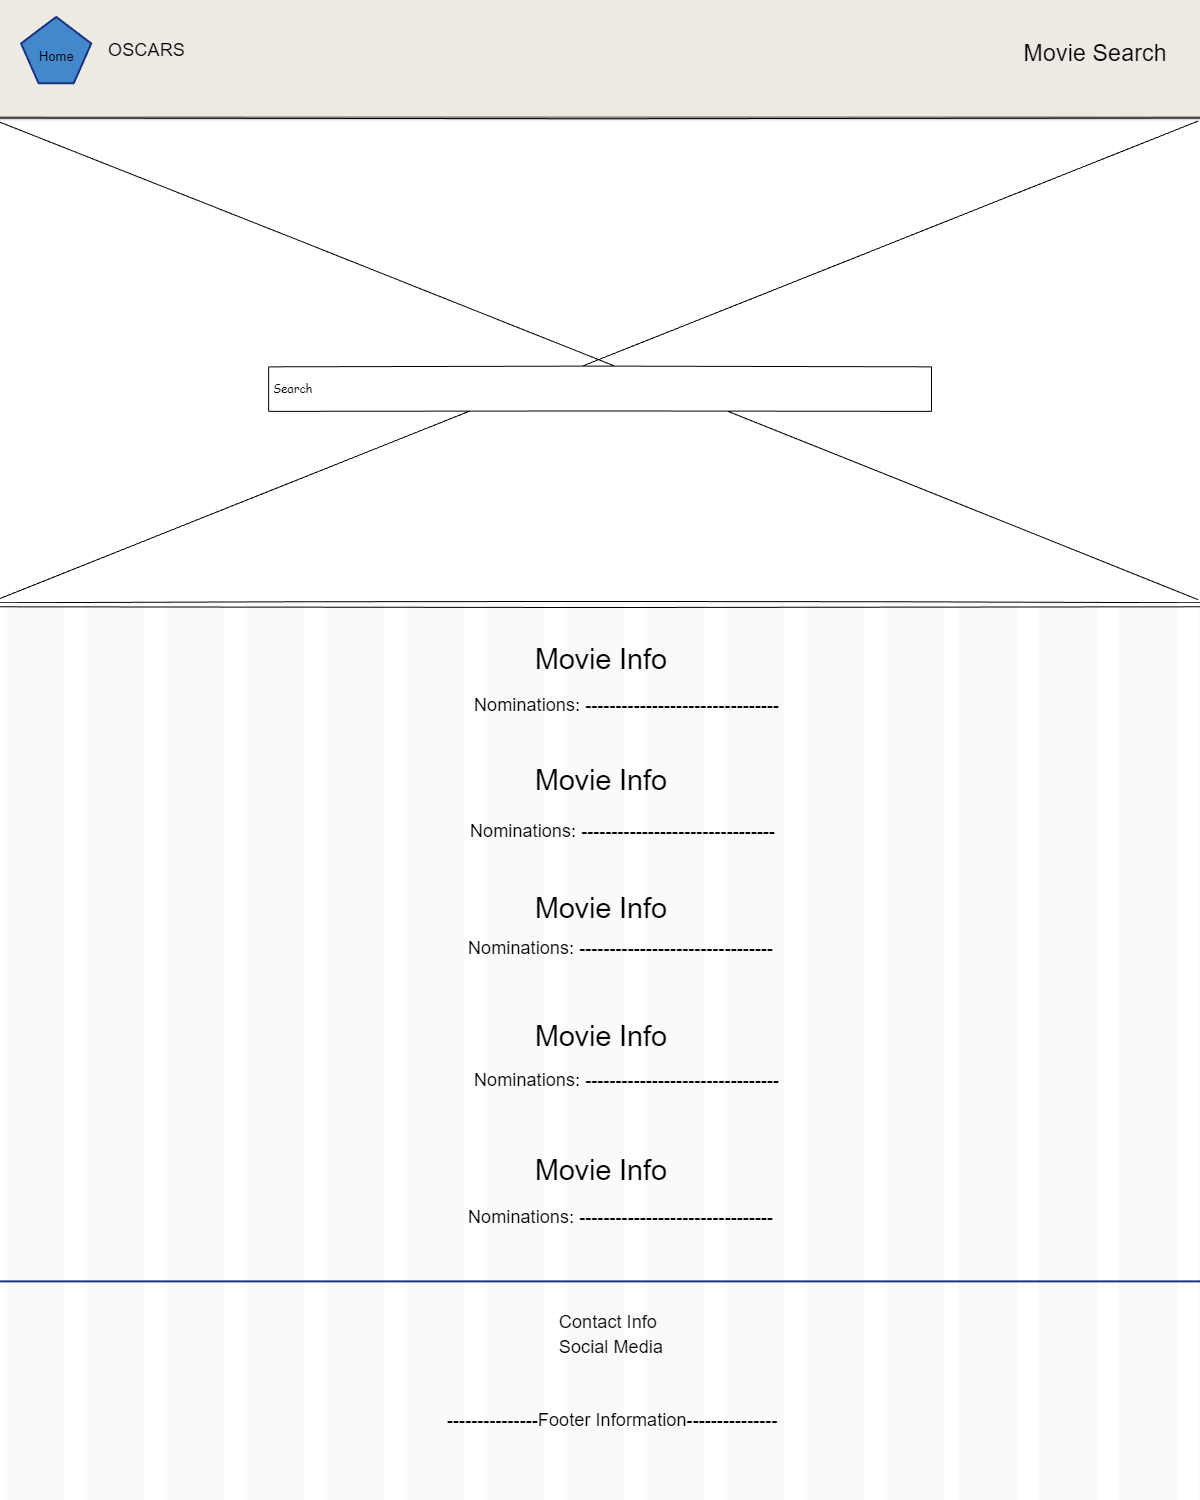 Home
OSCARS
Movie Search
Search
Movie Info
Nominations: --------------------------------
Movie Info
Nominations: --------------------------------
Movie Info
Nominations: --------------------------------
Movie Info
Nominations: --------------------------------
Movie Info
Nominations: --------------------------------
Contact Info
Social Media
---------------Footer Information---------------